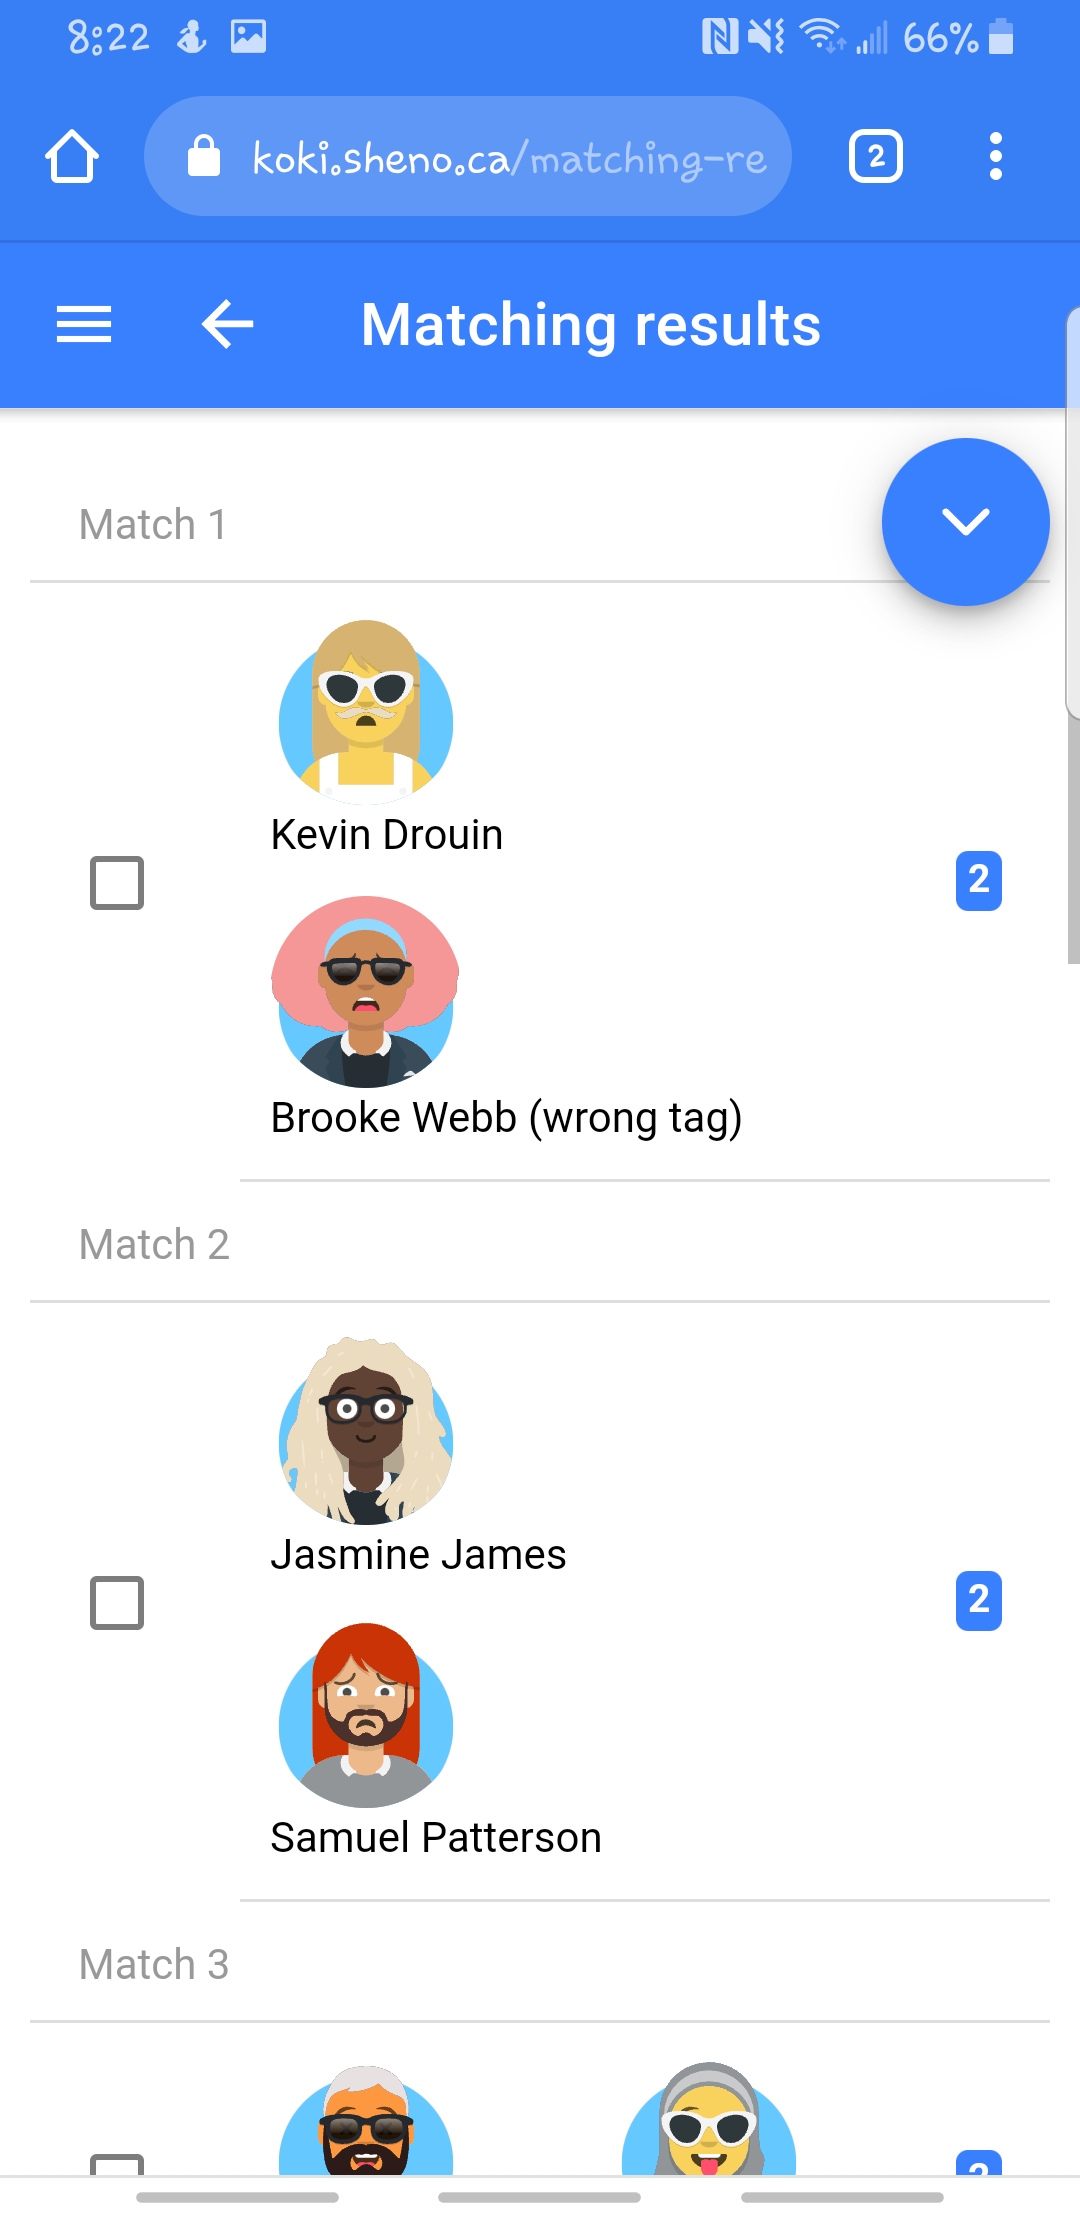 8:22
66%
koki.sheno.ca/matching-re
2
Matching results
Match 1
Kevin Drouin
2
Brooke Webb (wrong tag)
Match 2
Jasmine James
2
Samuel Patterson
Match 3